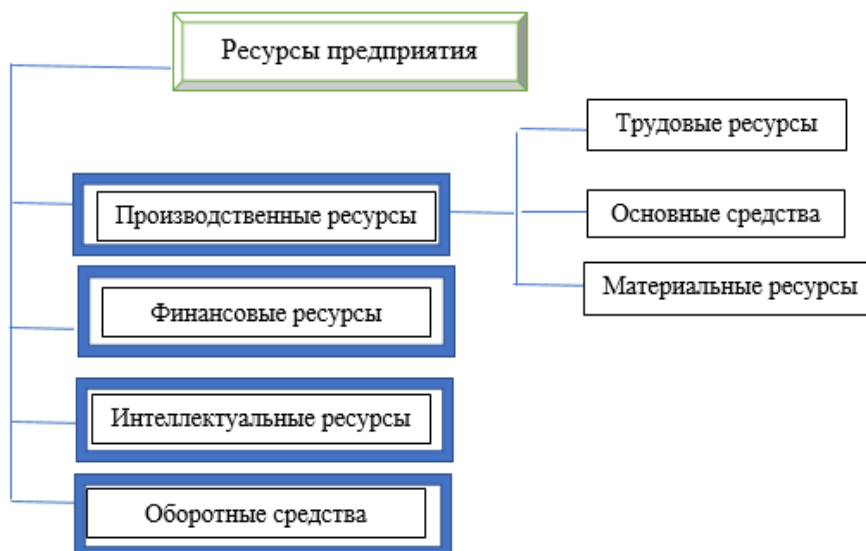 Ресурсы предприятия
Трудовые ресурсы
Производственные ресурсы
Основные средства
Материальные ресурсы
Финансовые ресурсы
Интеллектуальные ресурсы
Оборотные средства